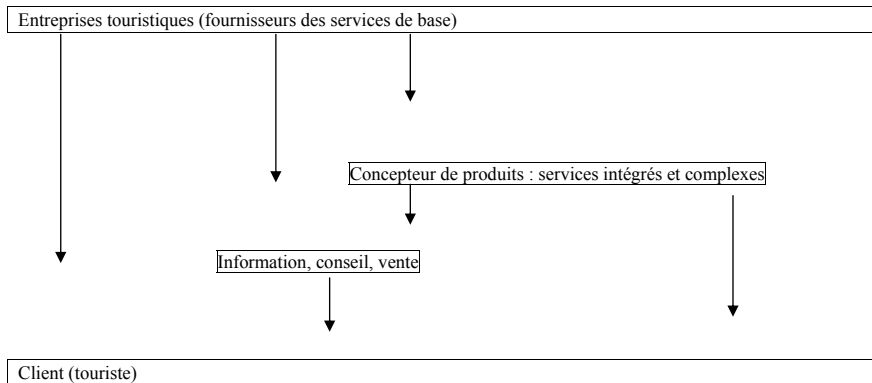 Entreprises touristiques (fournisseurs des services de base)
Concepteur de produits : services intégrés et complexes
Information, conseil, vente
Client (touriste)